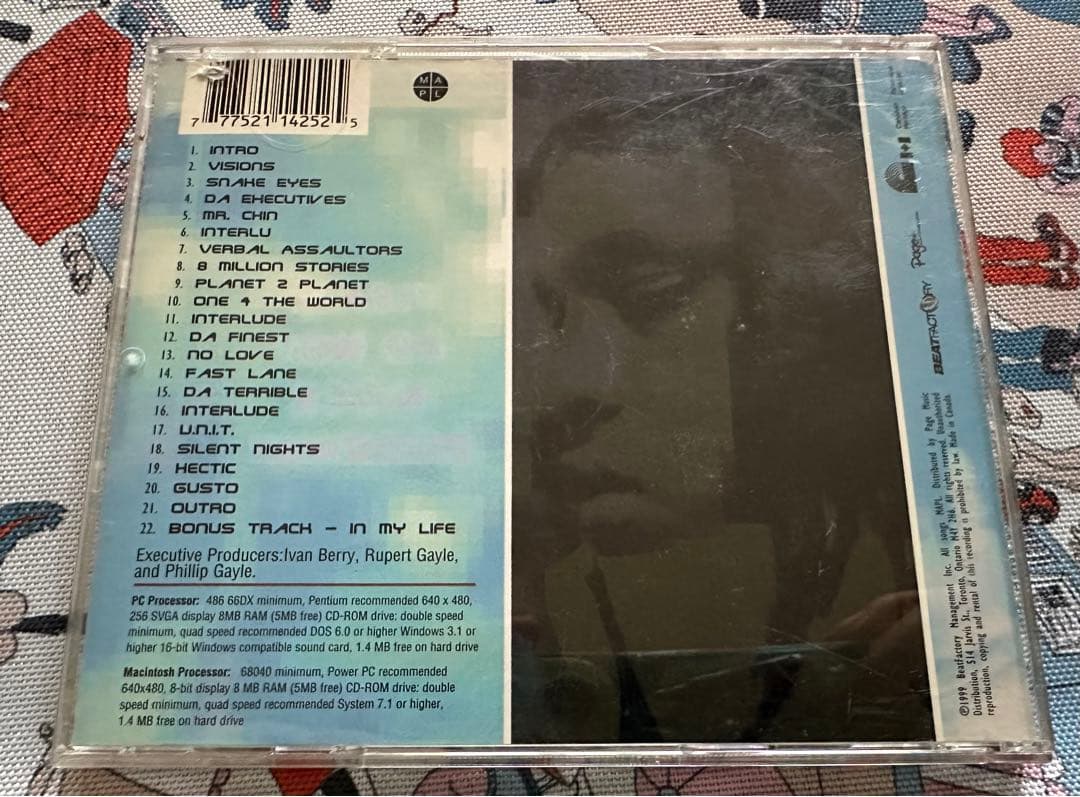 7 77521 14252 5
M A
P L
1. INTRO
2. VISIONS
3. SNAKE EYES
4. DA EXECUTIVES
5. MR. CHIN
6. INTERLU
7. VERBAL ASSAULTORS
8. 8 MILLION STORIES
9. PLANET 2 PLANET
10. ONE 4 THE WORLD
11. INTERLUDE
12. DA FINEST
13. NO LOVE
14. FAST LANE
15. DA TERRIBLE
16. INTERLUDE
17. U.N.I.T.
18. SILENT NIGHTS
19. HECTIC
20. GUSTO
21. OUTRO
22. BONUS TRACK – IN MY LIFE
Executive Producers:Ivan Berry, Rupert Gayle,
and Phillip Gayle.
PC Processor: 486 66DX minimum, Pentium recommended 640 x 480,
256 SVGA display 8MB RAM (5MB free) CD-ROM drive: double speed
minimum, quad speed recommended DOS 6.0 or higher Windows 3.1 or
higher 16-bit Windows compatible sound card, 1.4 MB free on hard drive
Macintosh Processor: 68040 minimum, Power PC recommended
640x480, 8-bit display 8 MB RAM (5MB free) CD-ROM drive: double
speed minimum, quad speed recommended System 7.1 or higher,
1.4 MB free on hard drive
Page
BEATFACTORY
℗1999 Beatfactory Management Inc. All songs MAPL. Distributed by Page Music
Distribution, 514 Jarvis St., Toronto, Ontario M4Y 2H6. All rights reserved. Unauthorized
reproduction, copying and rental of this recording is prohibited by law. Made in Canada.